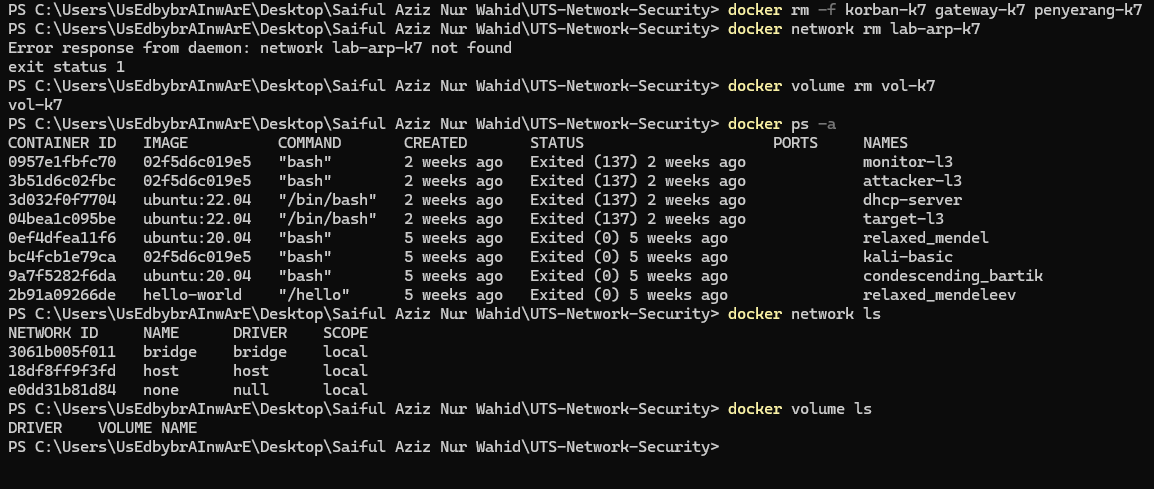 PS C:\Users\UsEdbybrAInwArE\Desktop\Saiful Aziz Nur Wahid\UTS-Network-Security> docker rm -f korban-k7 gateway-k7 penyerang-k7
PS C:\Users\UsEdbybrAInwArE\Desktop\Saiful Aziz Nur Wahid\UTS-Network-Security> docker network rm lab-arp-k7
Error response from daemon: network lab-arp-k7 not found
exit status 1
PS C:\Users\UsEdbybrAInwArE\Desktop\Saiful Aziz Nur Wahid\UTS-Network-Security> docker volume rm vol-k7
vol-k7
PS C:\Users\UsEdbybrAInwArE\Desktop\Saiful Aziz Nur Wahid\UTS-Network-Security> docker ps -a
CONTAINER ID   IMAGE          COMMAND       CREATED       STATUS                     PORTS     NAMES
0957e1fbfc70   02f5d6c019e5   "bash"        2 weeks ago   Exited (137) 2 weeks ago             monitor-l3
3b51d6c02fbc   02f5d6c019e5   "bash"        2 weeks ago   Exited (137) 2 weeks ago             attacker-l3
3d032f0f7704   ubuntu:22.04   "/bin/bash"   2 weeks ago   Exited (137) 2 weeks ago             dhcp-server
04bea1c095be   ubuntu:22.04   "/bin/bash"   2 weeks ago   Exited (137) 2 weeks ago             target-l3
0ef4dfea11f6   ubuntu:20.04   "bash"        5 weeks ago   Exited (0) 5 weeks ago               relaxed_mendel
bc4fcb1e79ca   02f5d6c019e5   "bash"        5 weeks ago   Exited (0) 5 weeks ago               kali-basic
9a7f5282f6da   ubuntu:20.04   "bash"        5 weeks ago   Exited (0) 5 weeks ago               condescending_bartik
2b91a09266de   hello-world    "/hello"      5 weeks ago   Exited (0) 5 weeks ago               relaxed_mendeleev
PS C:\Users\UsEdbybrAInwArE\Desktop\Saiful Aziz Nur Wahid\UTS-Network-Security> docker network ls
NETWORK ID     NAME      DRIVER    SCOPE
3061b005f011   bridge    bridge    local
18df8ff9f3fd   host      host      local
e0dd31b81d84   none      null      local
PS C:\Users\UsEdbybrAInwArE\Desktop\Saiful Aziz Nur Wahid\UTS-Network-Security> docker volume ls
DRIVER    VOLUME NAME
PS C:\Users\UsEdbybrAInwArE\Desktop\Saiful Aziz Nur Wahid\UTS-Network-Security>